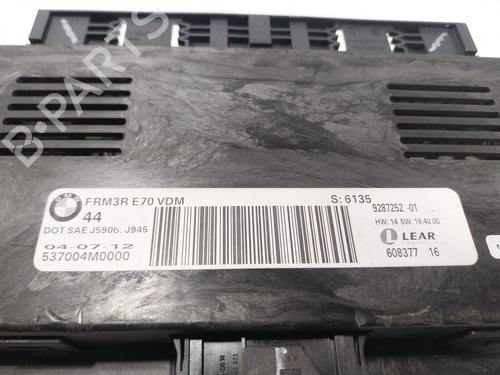 FRM3R E70 VDM
S: 6135
44
9287252 -01
DOT SAE J590b. J945
HW: 14 SW: 16.40.00
04-07-12
LEAR
537004M0000
608377 16
B-PARTS